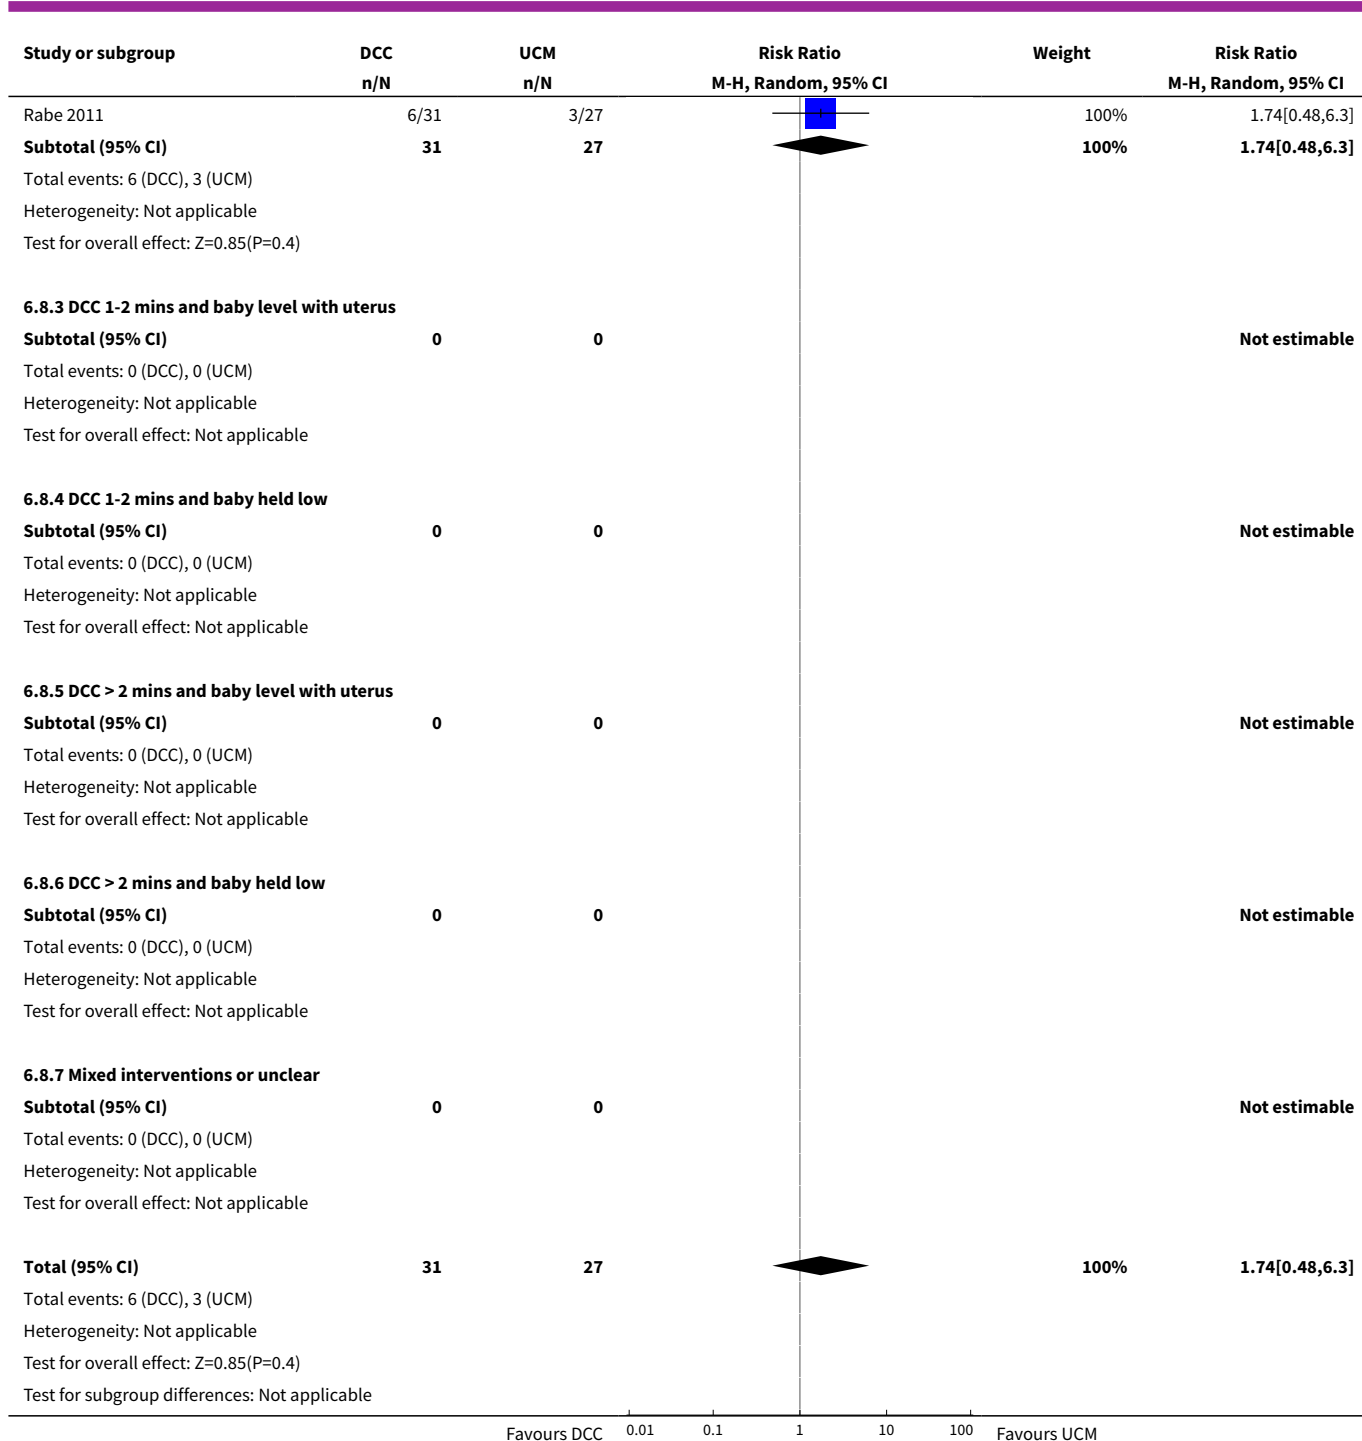 Study or subgroup DCC UCM Risk Ratio Weight Risk Ratio
n/N n/N M-H, Random, 95% CI M-H, Random, 95% CI
Rabe 2011 6/31 3/27 100% 1.74[0.48,6.3]
Subtotal (95% CI) 31 27 100% 1.74[0.48,6.3]
Total events: 6 (DCC), 3 (UCM)
Heterogeneity: Not applicable
Test for overall effect: Z=0.85(P=0.4)
6.8.3 DCC 1-2 mins and baby level with uterus
Subtotal (95% CI) 0 0 Not estimable
Total events: 0 (DCC), 0 (UCM)
Heterogeneity: Not applicable
Test for overall effect: Not applicable
6.8.4 DCC 1-2 mins and baby held low
Subtotal (95% CI) 0 0 Not estimable
Total events: 0 (DCC), 0 (UCM)
Heterogeneity: Not applicable
Test for overall effect: Not applicable
6.8.5 DCC > 2 mins and baby level with uterus
Subtotal (95% CI) 0 0 Not estimable
Total events: 0 (DCC), 0 (UCM)
Heterogeneity: Not applicable
Test for overall effect: Not applicable
6.8.6 DCC > 2 mins and baby held low
Subtotal (95% CI) 0 0 Not estimable
Total events: 0 (DCC), 0 (UCM)
Heterogeneity: Not applicable
Test for overall effect: Not applicable
6.8.7 Mixed interventions or unclear
Subtotal (95% CI) 0 0 Not estimable
Total events: 0 (DCC), 0 (UCM)
Heterogeneity: Not applicable
Test for overall effect: Not applicable
Total (95% CI) 31 27 100% 1.74[0.48,6.3]
Total events: 6 (DCC), 3 (UCM)
Heterogeneity: Not applicable
Test for overall effect: Z=0.85(P=0.4)
Test for subgroup differences: Not applicable
Favours DCC 0.01 0.1 1 10 100 Favours UCM